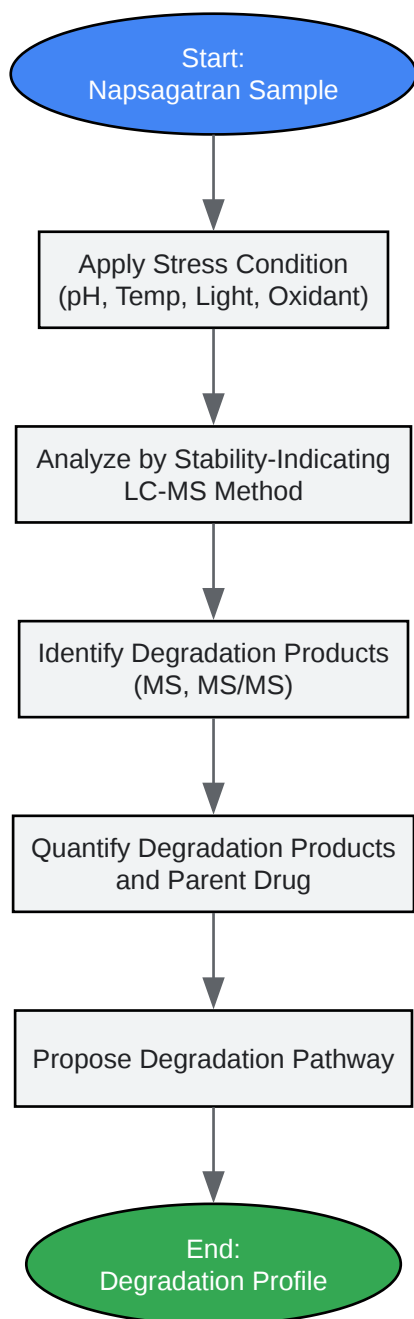 Start:
Napsagatran Sample
Apply Stress Condition
(pH, Temp, Light, Oxidant)
Analyze by Stability-Indicating
LC-MS Method
Identify Degradation Products
(MS, MS/MS)
Quantify Degradation Products
and Parent Drug
Propose Degradation Pathway
End:
Degradation Profile